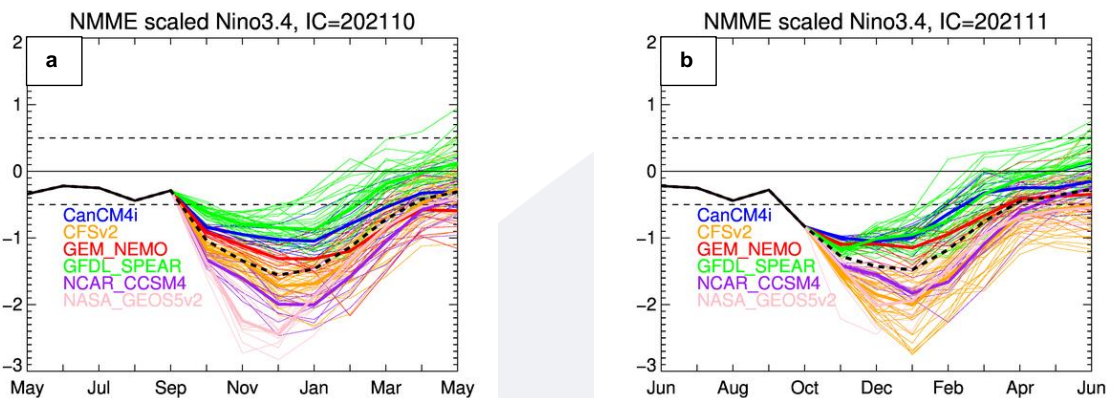 NMME scaled Nino3.4, IC=202110
a
2
1
0
−1
−2
−3
CanCM4i
CFSv2
GEM_NEMO
GFDL_SPEAR
NCAR_CCSM4
NASA_GEOS5v2
May Jul Sep Nov Jan Mar May
NMME scaled Nino3.4, IC=202111
b
2
1
0
−1
−2
−3
CanCM4i
CFSv2
GEM_NEMO
GFDL_SPEAR
NCAR_CCSM4
NASA_GEOS5v2
Jun Aug Oct Dec Feb Apr Jun